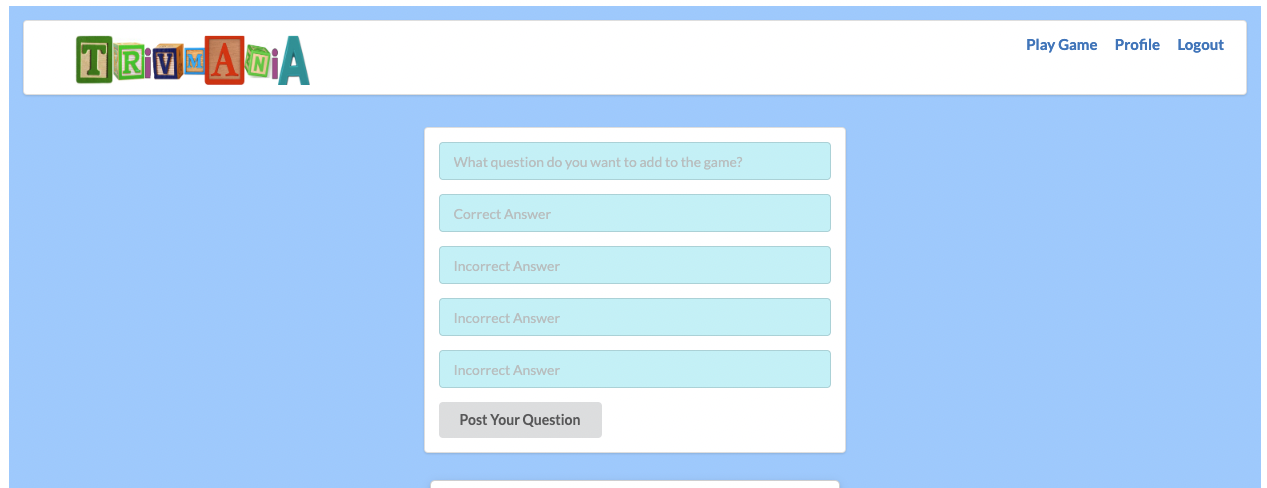 TRiVMANiA
Play Game Profile Logout
What question do you want to add to the game?
Correct Answer
Incorrect Answer
Incorrect Answer
Incorrect Answer
Post Your Question